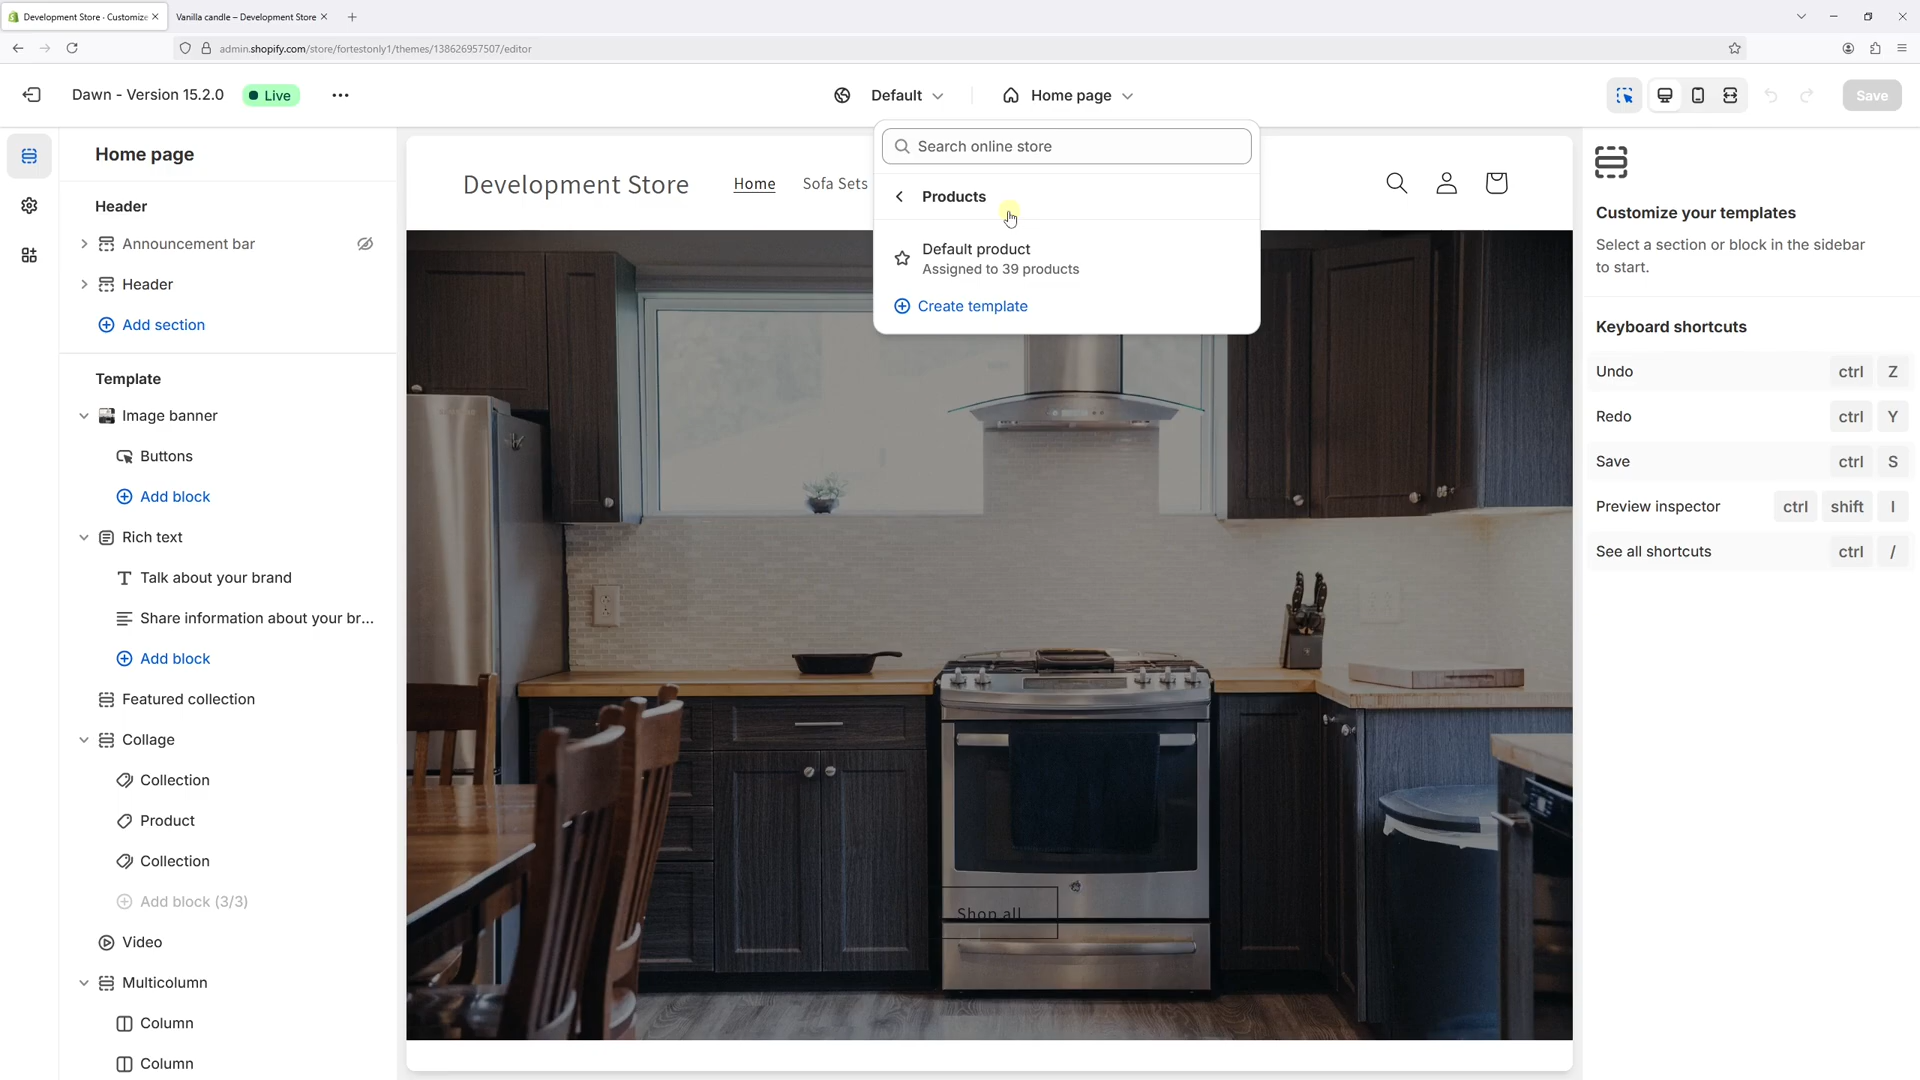 Development Store · Customize
Vanilla candle – Development Store
admin.shopify.com/store/fortestonly1/themes/138626957507/editor
Dawn - Version 15.2.0
Live
Default
Home page
Save
Home page
Header
Announcement bar
Header
Add section
Template
Image banner
Buttons
Add block
Rich text
Talk about your brand
Share information about your br...
Add block
Featured collection
Collage
Collection
Product
Collection
Add block (3/3)
Video
Multicolumn
Column
Column
Development Store
Home
Sofa Sets
Search online store
Products
Default product
Assigned to 39 products
Create template
Shop all
Customize your templates
Select a section or block in the sidebar
to start.
Keyboard shortcuts
Undo ctrl Z
Redo ctrl Y
Save ctrl S
Preview inspector ctrl shift I
See all shortcuts ctrl /